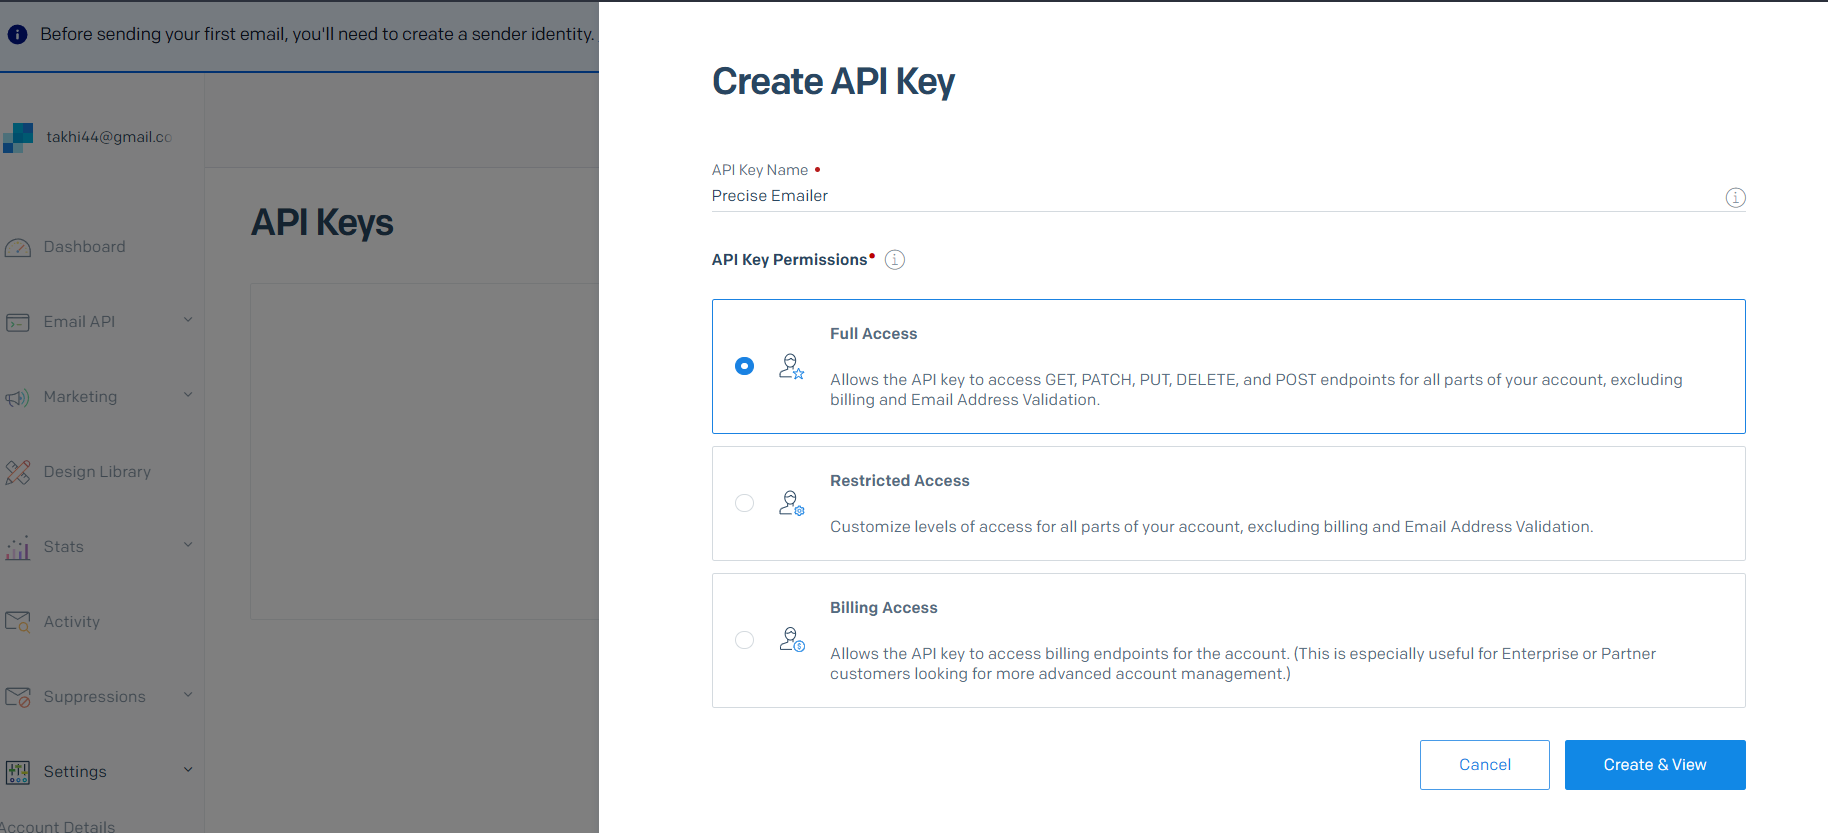 Before sending your first email, you'll need to create a sender identity.
takhi44@gmail.co
Dashboard
Email API
Marketing
Design Library
Stats
Activity
Suppressions
Settings
Account Details
API Keys
Create API Key
API Key Name
Precise Emailer
API Key Permissions
Full Access
Allows the API key to access GET, PATCH, PUT, DELETE, and POST endpoints for all parts of your account, excluding
billing and Email Address Validation.
Restricted Access
Customize levels of access for all parts of your account, excluding billing and Email Address Validation.
Billing Access
Allows the API key to access billing endpoints for the account. (This is especially useful for Enterprise or Partner
customers looking for more advanced account management.)
Cancel
Create & View